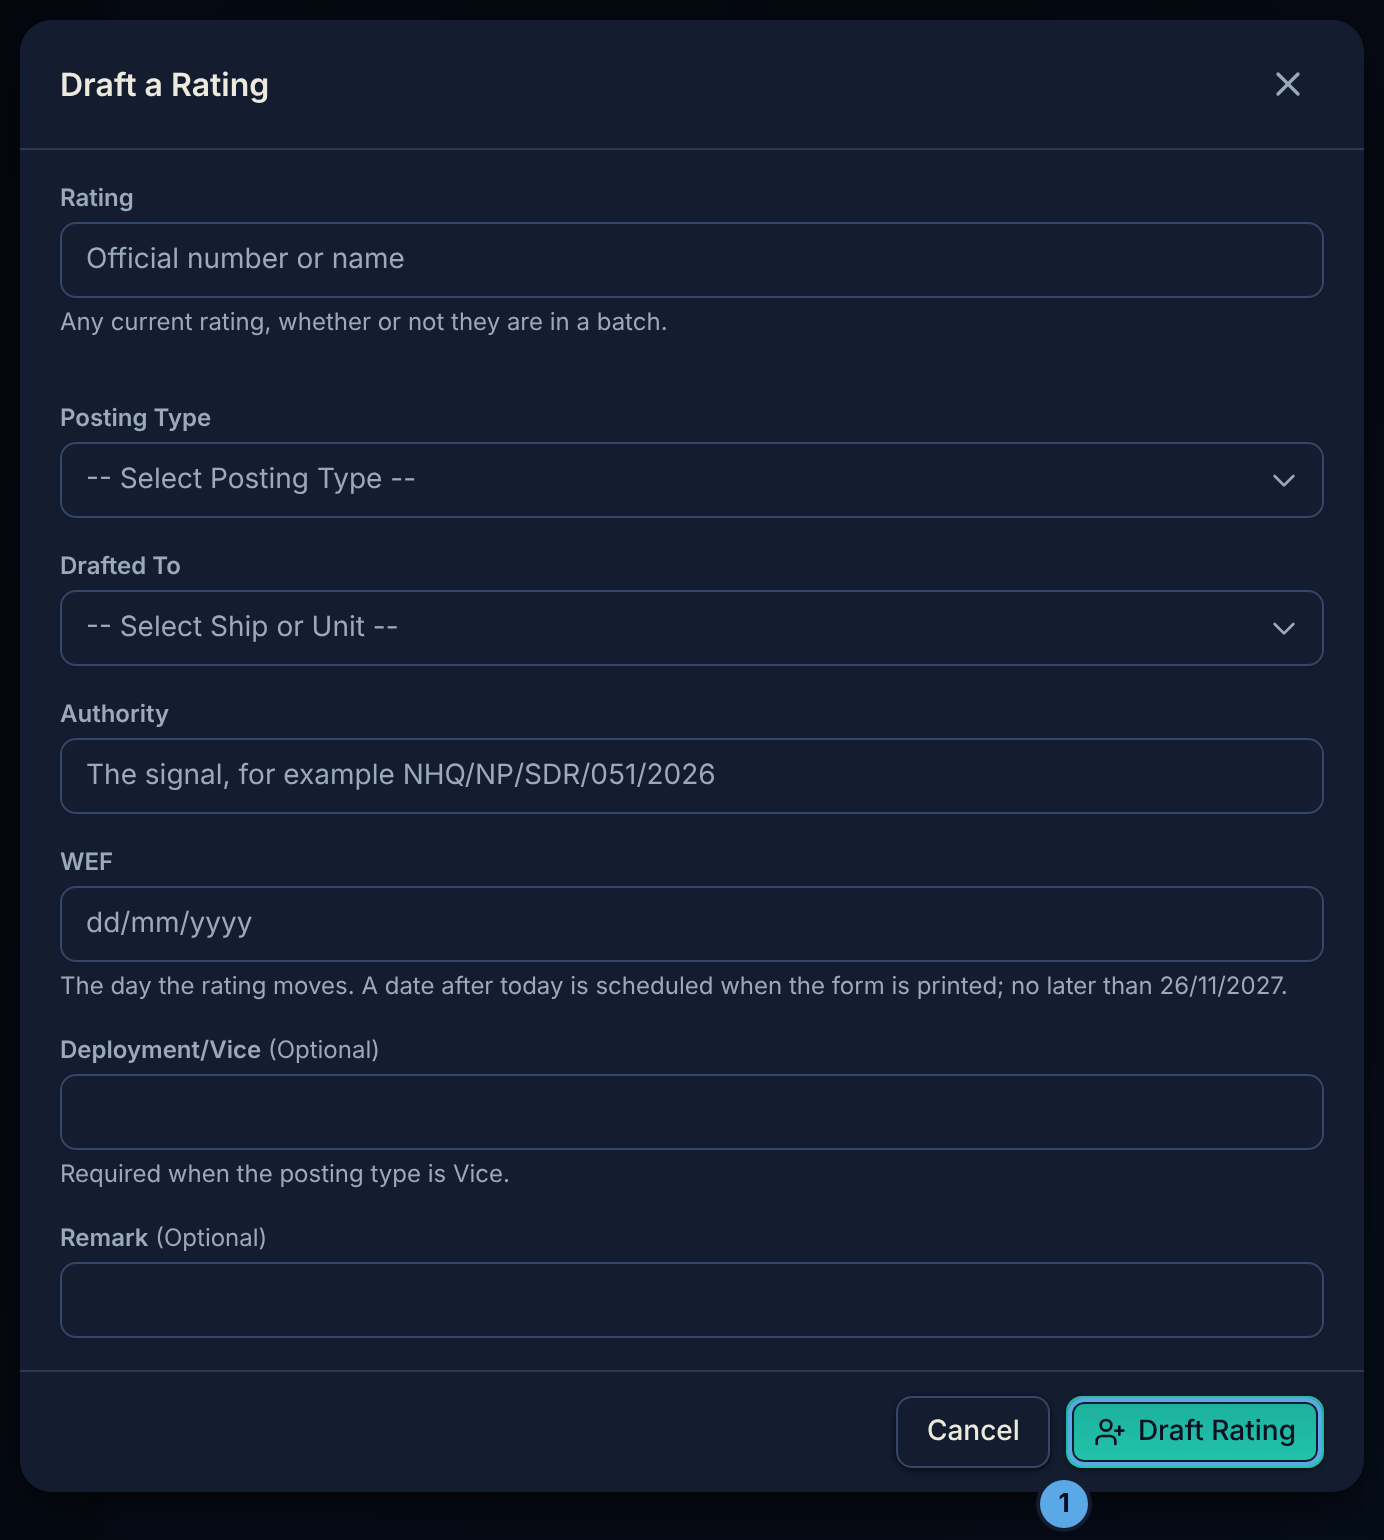 Draft a Rating
Rating
Official number or name
Any current rating, whether or not they are in a batch.
Posting Type
-- Select Posting Type --
Drafted To
-- Select Ship or Unit --
Authority
The signal, for example NHQ/NP/SDR/051/2026
WEF
dd/mm/yyyy
The day the rating moves. A date after today is scheduled when the form is printed; no later than 26/11/2027.
Deployment/Vice (Optional)
Required when the posting type is Vice.
Remark (Optional)
Cancel
Draft Rating
1